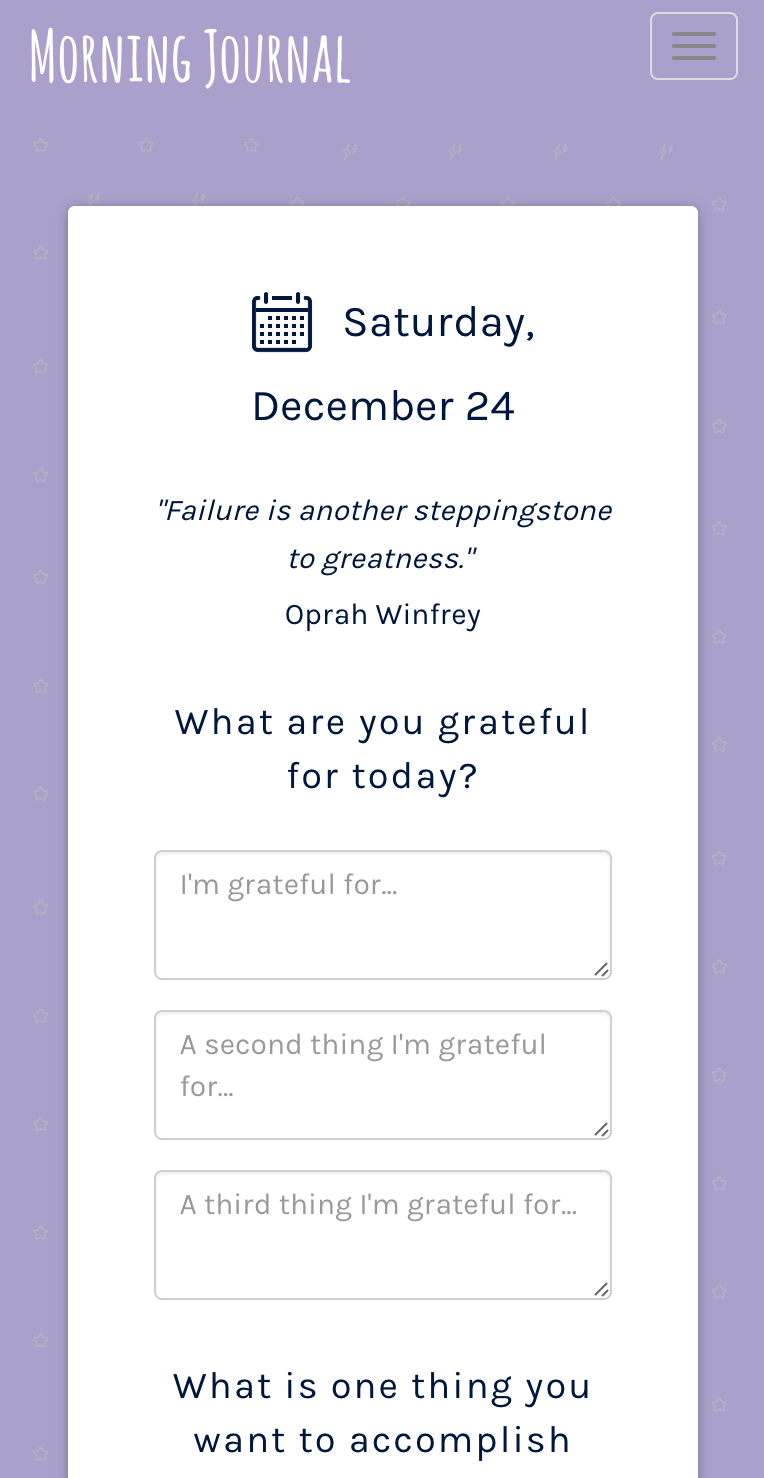 Morning Journal
Saturday,
December 24
"Failure is another steppingstone
to greatness."
Oprah Winfrey
What are you grateful
for today?
I'm grateful for...
A second thing I'm grateful
for...
A third thing I'm grateful for...
What is one thing you
want to accomplish